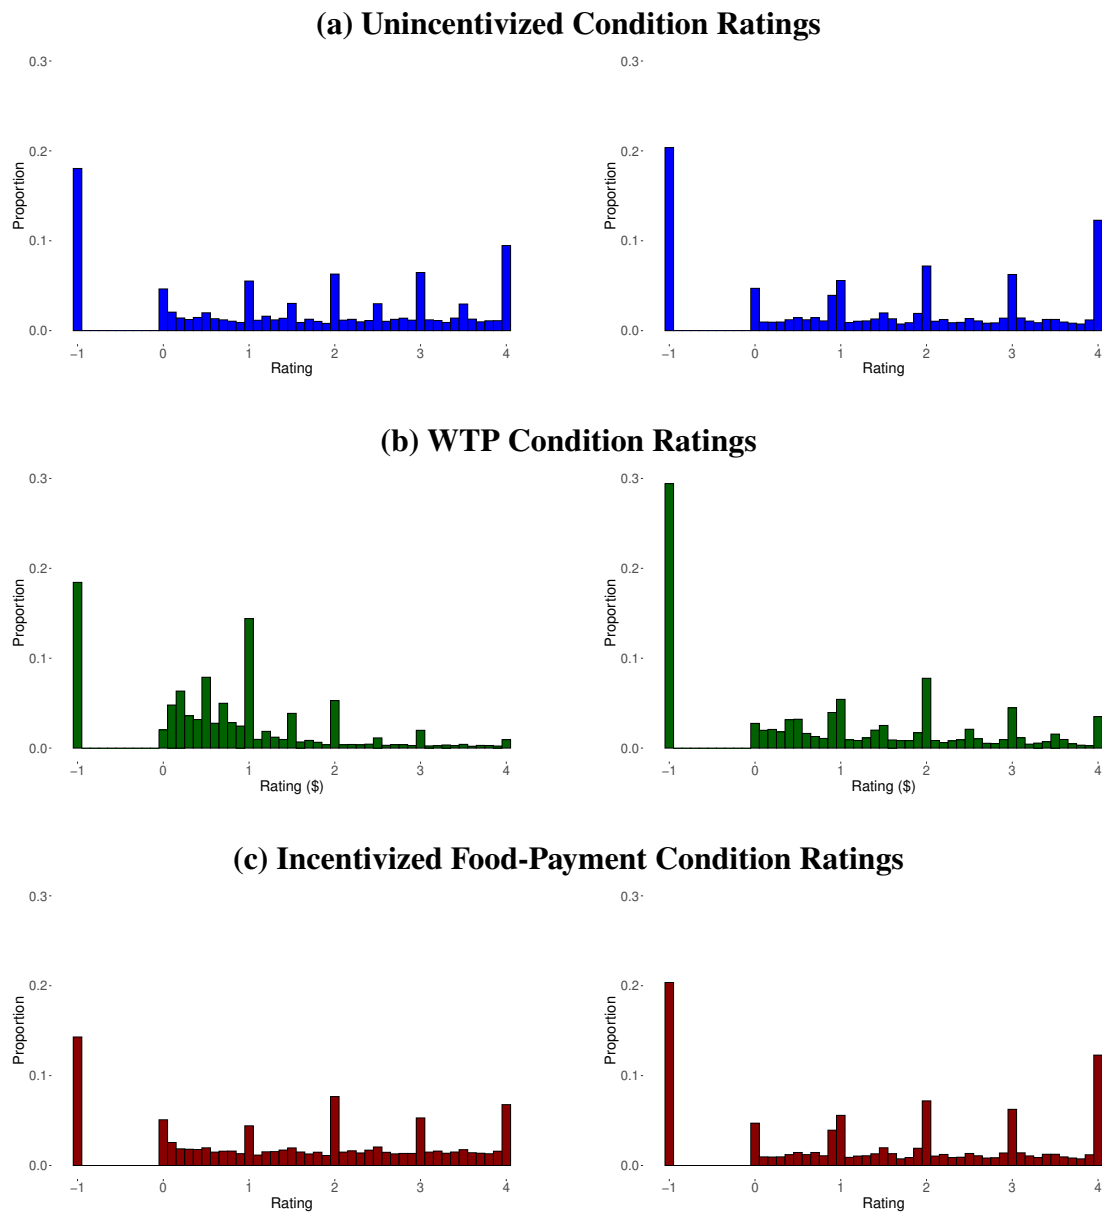 (a) Unincentivized Condition Ratings
0.3
0.2
0.1
0.0
Proportion
−1 0 1 2 3 4
Rating
0.3
0.2
0.1
0.0
Proportion
−1 0 1 2 3 4
Rating
(b) WTP Condition Ratings
0.3
0.2
0.1
0.0
Proportion
−1 0 1 2 3 4
Rating ($)
0.3
0.2
0.1
0.0
Proportion
−1 0 1 2 3 4
Rating ($)
(c) Incentivized Food-Payment Condition Ratings
0.3
0.2
0.1
0.0
Proportion
−1 0 1 2 3 4
Rating
0.3
0.2
0.1
0.0
Proportion
−1 0 1 2 3 4
Rating